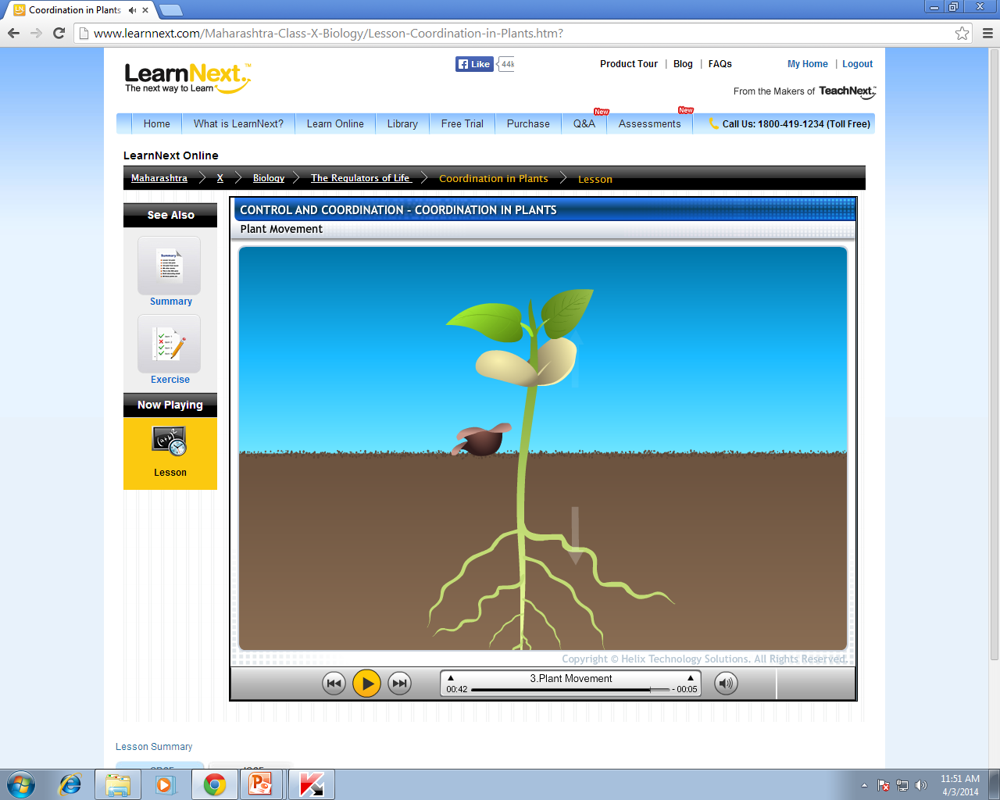 Coordination in Plants
www.learnnext.com/Maharashtra-Class-X-Biology/Lesson-Coordination-in-Plants.htm?
LearnNext.
The next way to Learn
Like 44k
Product Tour | Blog | FAQs
My Home | Logout
From the Makers of TeachNext.
New
New
Home
What is LearnNext?
Learn Online
Library
Free Trial
Purchase
Q&A
Assessments
Call Us: 1800-419-1234 (Toll Free)
LearnNext Online
Maharashtra X Biology The Regulators of Life Coordination in Plants Lesson
See Also
Summary
Summary
Exercise
Now Playing
Lesson
CONTROL AND COORDINATION - COORDINATION IN PLANTS
Plant Movement
Copyright © Helix Technology Solutions. All Rights Reserved.
3.Plant Movement
00:42 - 00:05
Lesson Summary
11:51 AM
4/3/2014